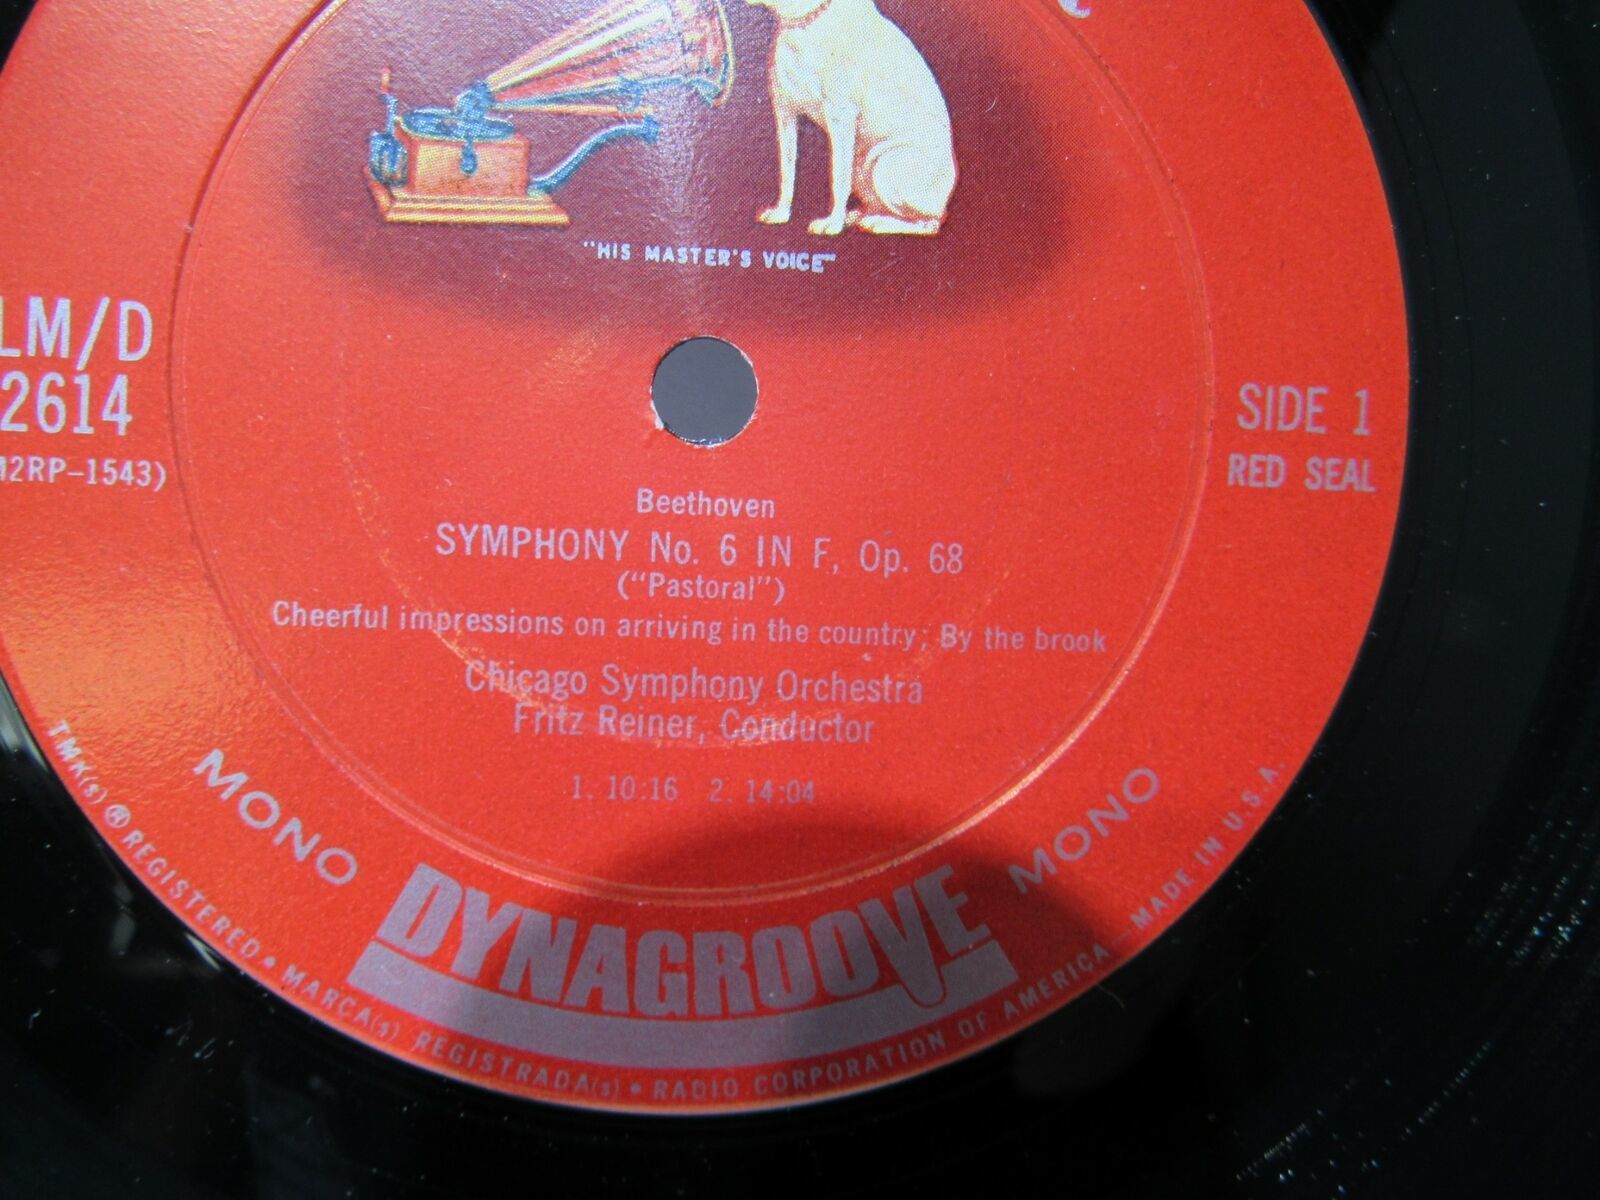 "HIS MASTER'S VOICE"
LM/D
2614
SIDE 1
RED SEAL
Beethoven
SYMPHONY No. 6 IN F, Op. 68
("Pastoral")
Cheerful impressions on arriving in the country; By the brook
Chicago Symphony Orchestra
Fritz Reiner, Conductor
1. 10:16 2. 14:04
MONO DYNAGROOVE MONO
TMK(s) ® REGISTERED • MARCA(s) REGISTRADA(s) • RADIO CORPORATION OF AMERICA—MADE IN U.S.A.